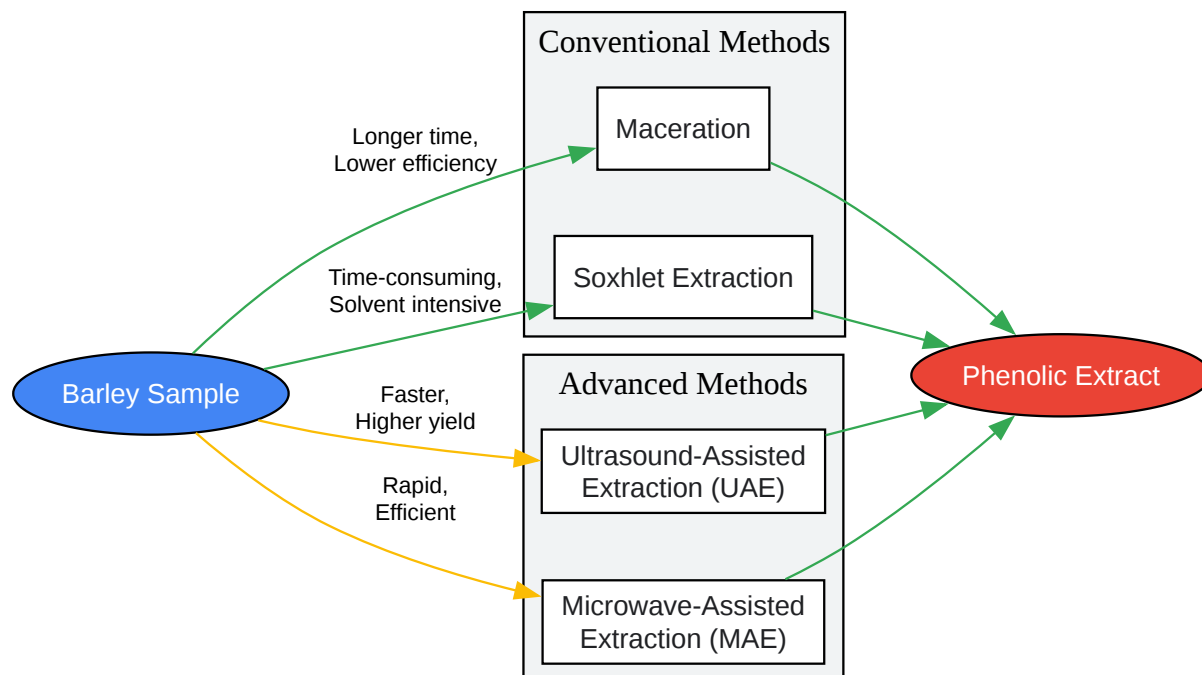 Conventional Methods
Maceration
Longer time,
Lower efficiency
Soxhlet Extraction
Time-consuming,
Solvent intensive
Barley Sample
Phenolic Extract
Advanced Methods
Faster,
Higher yield
Ultrasound-Assisted
Extraction (UAE)
Rapid,
Efficient
Microwave-Assisted
Extraction (MAE)